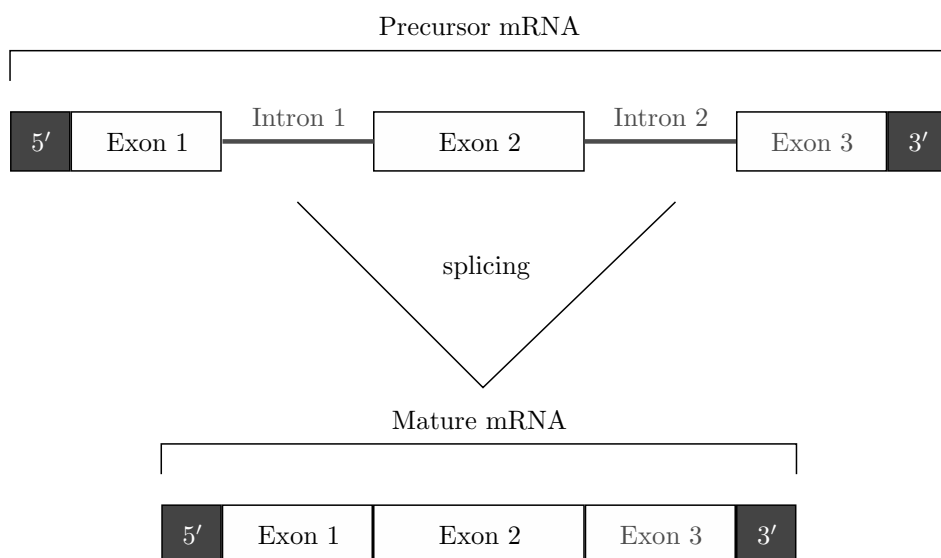 Precursor mRNA
Intron 1 Intron 2
5′ Exon 1 Exon 2 Exon 3 3′
splicing
Mature mRNA
5′ Exon 1 Exon 2 Exon 3 3′